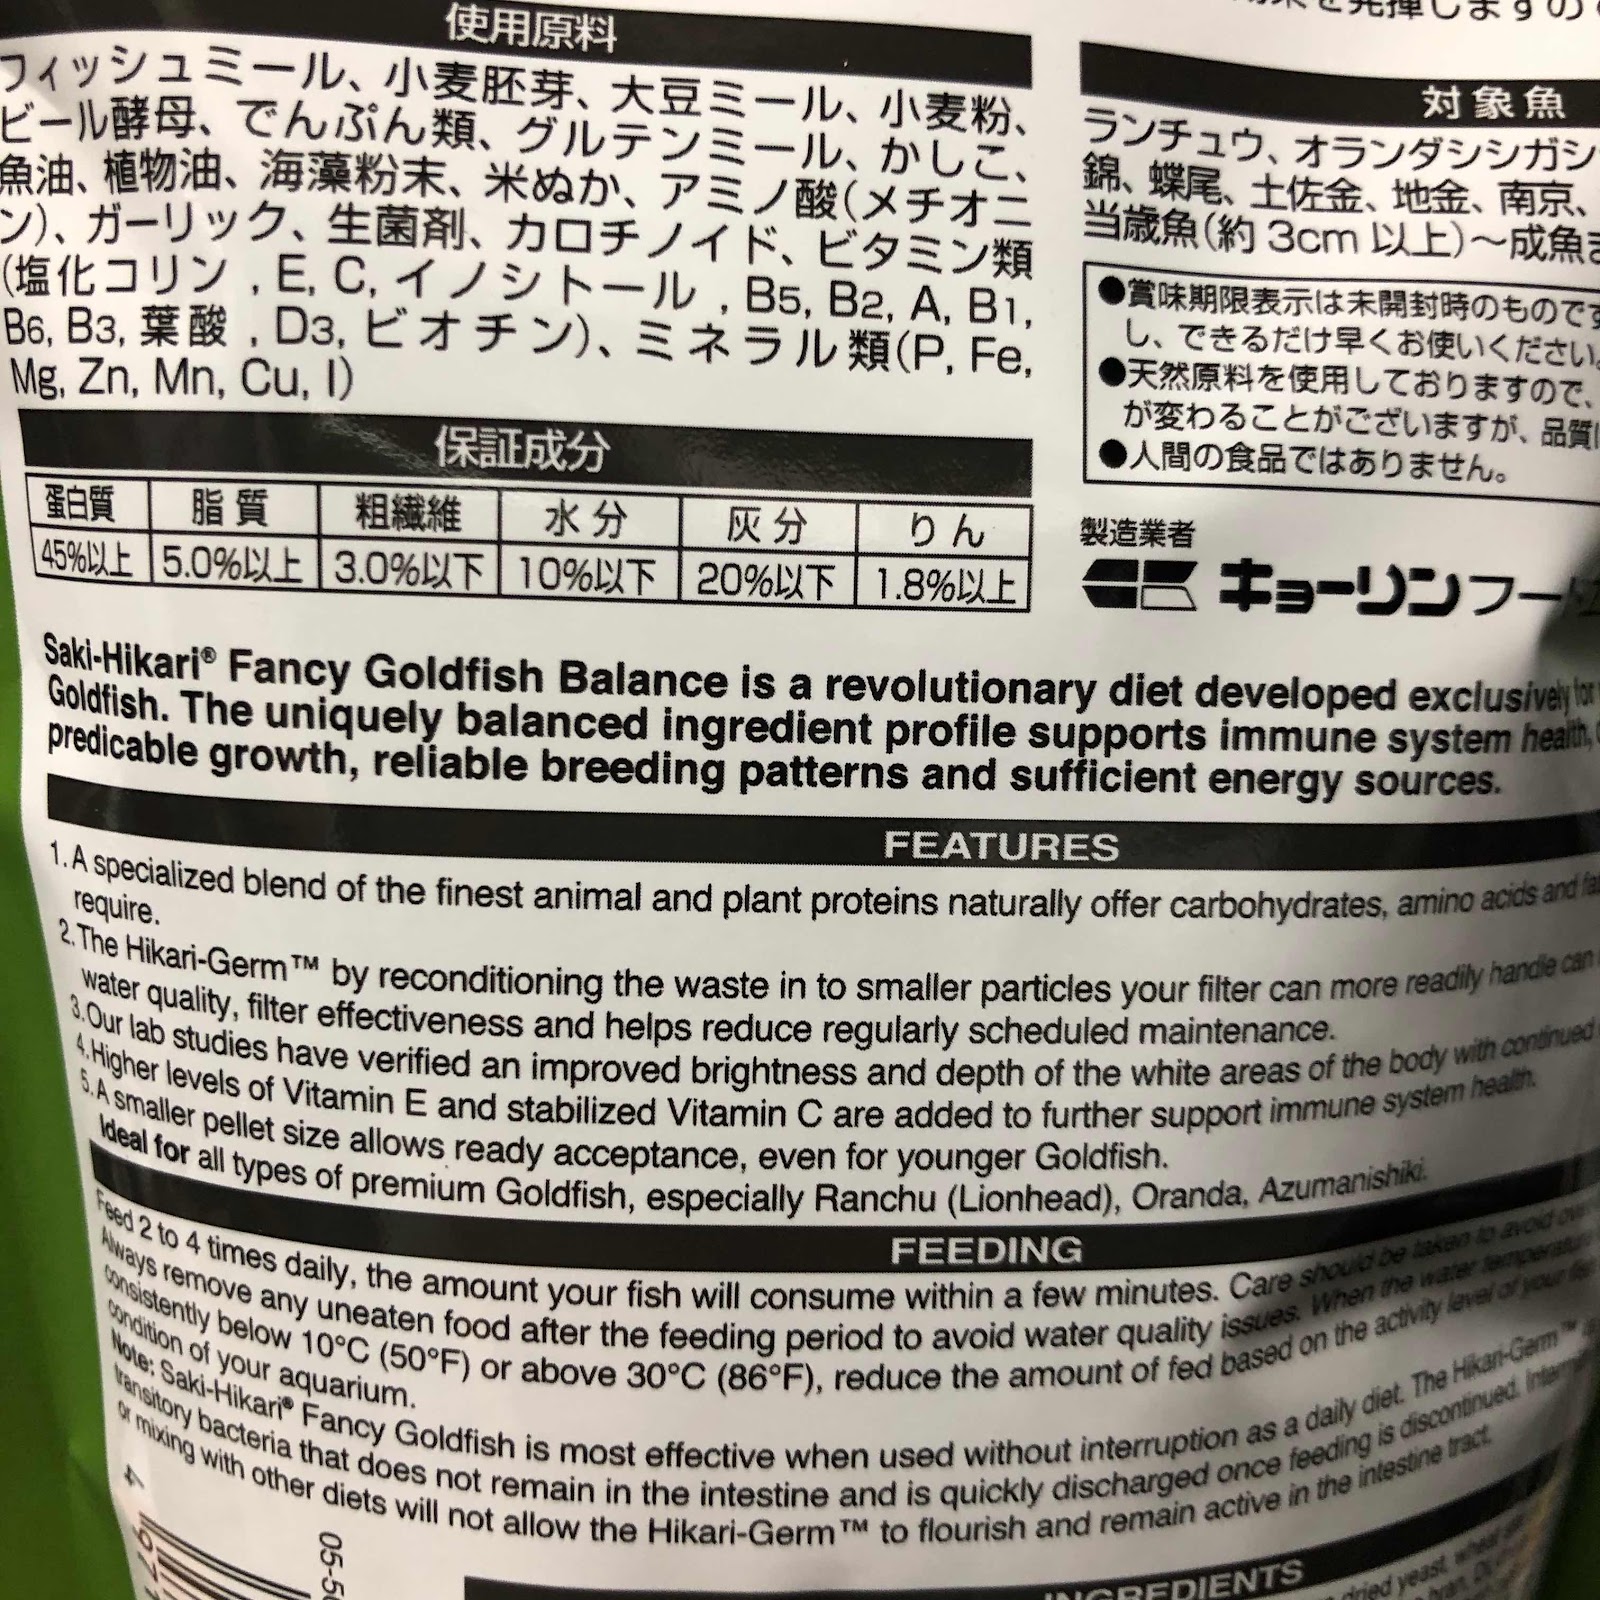 使用原料
フィッシュミール、小麦胚芽、大豆ミール、小麦粉、
ビール酵母、でんぷん類、グルテンミール、かしこ、
魚油、植物油、海藻粉末、米ぬか、アミノ酸(メチオニ
ン)、ガーリック、生菌剤、カロチノイド、ビタミン類
(塩化コリン , E, C, イノシトール , B5, B2, A, B1,
B6, B3, 葉酸 , D3, ビオチン)、ミネラル類(P, Fe,
Mg, Zn, Mn, Cu, I)
保証成分
蛋白質 脂質 粗繊維 水分 灰分 りん
45%以上 5.0%以上 3.0%以下 10%以下 20%以下 1.8%以上
を発揮しますの
対象魚
ランチュウ、オランダシシガシ
錦、蝶尾、土佐金、地金、南京、
当歳魚(約 3cm 以上)〜成魚
●賞味期限表示は未開封時のものです
し、できるだけ早くお使いください。
●天然原料を使用しておりますので、
が変わることがございますが、品質
●人間の食品ではありません。
製造業者
キョーリンフード
Saki-Hikari® Fancy Goldfish Balance is a revolutionary diet developed exclusively for
Goldfish. The uniquely balanced ingredient profile supports immune system health,
predicable growth, reliable breeding patterns and sufficient energy sources.
FEATURES
1. A specialized blend of the finest animal and plant proteins naturally offer carbohydrates, amino acids and
require.
2. The Hikari-Germ™ by reconditioning the waste in to smaller particles your filter can more readily handle can
water quality, filter effectiveness and helps reduce regularly scheduled maintenance.
3. Our lab studies have verified an improved brightness and depth of the white areas of the body with continued
4. Higher levels of Vitamin E and stabilized Vitamin C are added to further support immune system health.
5. A smaller pellet size allows ready acceptance, even for younger Goldfish.
Ideal for all types of premium Goldfish, especially Ranchu (Lionhead), Oranda, Azumanishiki.
FEEDING
Feed 2 to 4 times daily, the amount your fish will consume within a few minutes. Care should be taken to avoid
Always remove any uneaten food after the feeding period to avoid water quality issues. When the water temperature
consistently below 10°C (50°F) or above 30°C (86°F), reduce the amount of fed based on the activity level of your fish
condition of your aquarium.
Note: Saki-Hikari® Fancy Goldfish is most effective when used without interruption as a daily diet. The Hikari-Germ™
transitory bacteria that does not remain in the intestine and is quickly discharged once feeding is discontinued.
or mixing with other diets will not allow the Hikari-Germ™ to flourish and remain active in the intestine tract.
INGREDIENTS
dried yeast, wheat
bran,